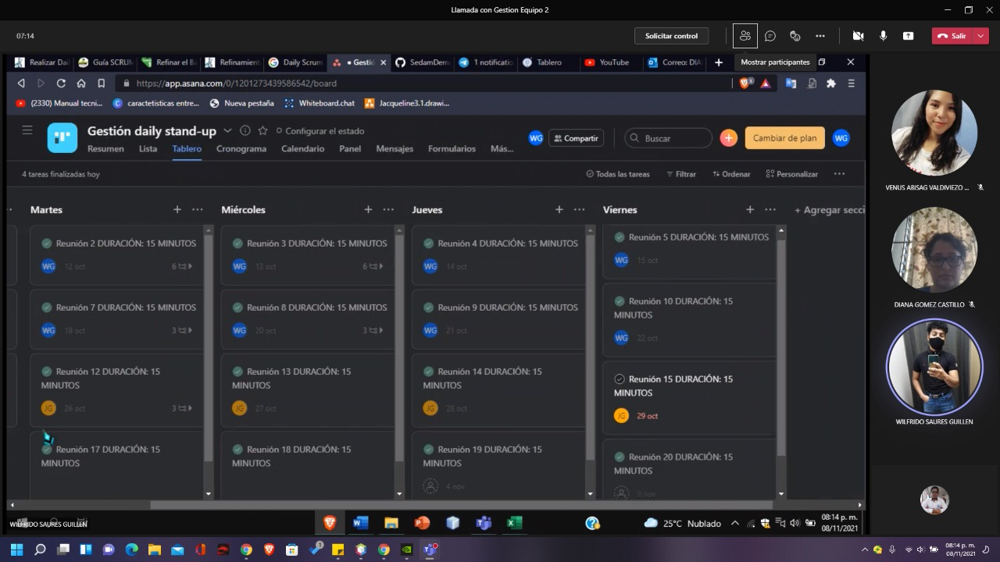 Llamada con Gestion Equipo 2
07:14
Solicitar control
Salir
Realizar Dai
Guía SCRUM
Refinar el Ba
Refinamient
Daily Scrum
Gesti
SedamDem
1 notificatio
Tablero
YouTube
Correo: DIA
Mostrar participantes
https://app.asana.com/0/1201273439586542/board
1
(2330) Manual tecni...
caractetisticas entre...
Nueva pestaña
Whiteboard.chat
Jacqueline3.1.drawi...
Gestión daily stand-up
Configurar el estado
WG
Compartir
Buscar
Cambiar de plan
WG
Resumen
Lista
Tablero
Cronograma
Calendario
Panel
Mensajes
Formularios
Más...
4 tareas finalizadas hoy
Todas las tareas
Filtrar
Ordenar
Personalizar
Martes
Reunión 2 DURACIÓN: 15 MINUTOS
WG 12 oct 6
Reunión 7 DURACIÓN: 15 MINUTOS
WG 19 oct 3
Reunión 12 DURACIÓN: 15
MINUTOS
JG 26 oct 3
Reunión 17 DURACIÓN: 15
MINUTOS
Miércoles
Reunión 3 DURACIÓN: 15 MINUTOS
WG 13 oct 6
Reunión 8 DURACIÓN: 15 MINUTOS
WG 20 oct 3
Reunión 13 DURACIÓN: 15
MINUTOS
JG 27 oct
Reunión 18 DURACIÓN: 15
MINUTOS
Jueves
Reunión 4 DURACIÓN: 15 MINUTOS
WG 14 oct
Reunión 9 DURACIÓN: 15 MINUTOS
WG 21 oct
Reunión 14 DURACIÓN: 15
MINUTOS
JG 28 oct
Reunión 19 DURACIÓN: 15
MINUTOS
4 nov
Viernes
Reunión 5 DURACIÓN: 15 MINUTOS
WG 15 oct
Reunión 10 DURACIÓN: 15
MINUTOS
WG 22 oct
Reunión 15 DURACIÓN: 15
MINUTOS
JG 29 oct
Reunión 20 DURACIÓN: 15
MINUTOS
+ Agregar secci
VENUS ABISAG VALDIVIEZO ...
DIANA GOMEZ CASTILLO
WILFRIDO SAURES GUILLEN
WILFRIDO SAURES GUILLEN
25°C Nublado
08:14 p. m.
08/11/2021
08:14 p. m.
08/11/2021